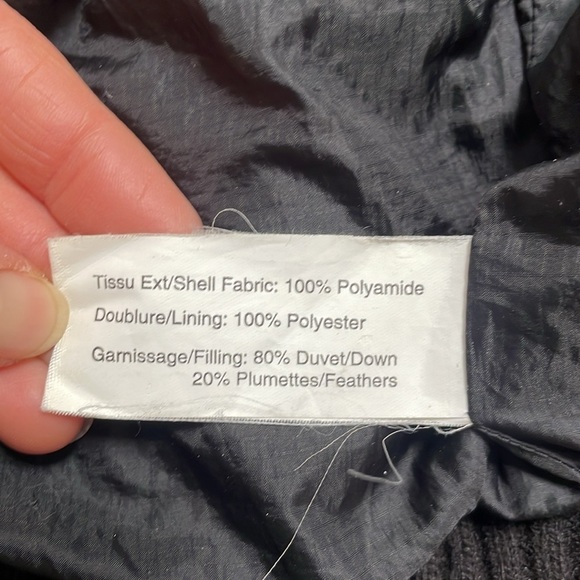 Tissu Ext/Shell Fabric: 100% Polyamide
Doublure/Lining: 100% Polyester
Garnissage/Filling: 80% Duvet/Down
20% Plumettes/Feathers